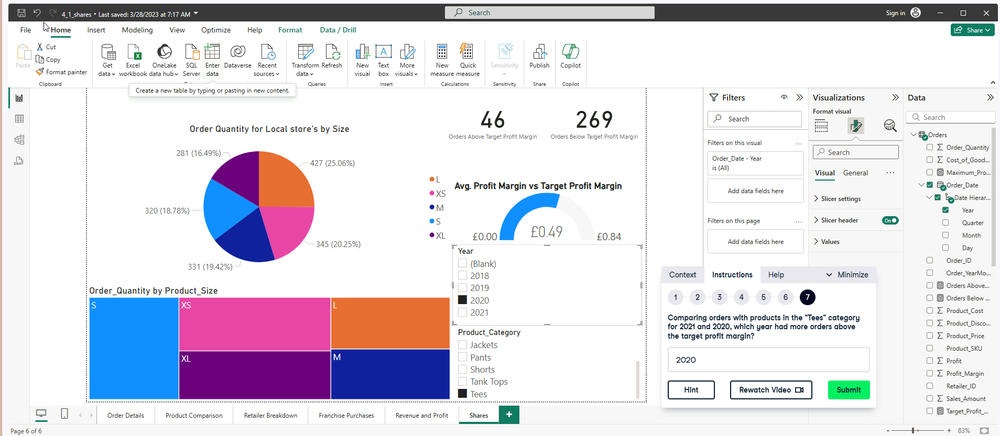 4_1_shares • Last saved: 3/28/2023 at 7:17 AM
Search
Sign in
File
Home
Insert
Modeling
View
Optimize
Help
Format
Data / Drill
Share
Paste
Cut
Copy
Format painter
Clipboard
Get data
Excel workbook
OneLake data hub
SQL Server
Enter data
Dataverse
Recent sources
Transform data
Refresh
Queries
New visual
Text box
More visuals
Insert
New measure
Quick measure
Calculations
Sensitivity
Sensitivity
Publish
Share
Copilot
Copilot
Create a new table by typing or pasting in new content.
Order Quantity for Local store's by Size
281 (16.49%)
427 (25.06%)
320 (18.78%)
345 (20.25%)
331 (19.42%)
L
XS
M
S
XL
46
Orders Above Target Profit Margin
269
Orders Below Target Profit Margin
Avg. Profit Margin vs Target Profit Margin
£0.00
£0.49
£0.84
Year
(Blank)
2018
2019
2020
2021
Order_Quantity by Product_Size
S
XS
L
XL
M
Product_Category
Jackets
Pants
Shorts
Tank Tops
Tees
Filters
Search
Filters on this visual
...
Order_Date - Year
is (All)
Add data fields here
Filters on this page
...
Add data fields here
Visualizations
Format visual
Search
Visual
General
...
Slicer settings
Slicer header
On
Values
Data
Search
Orders
Order_Quantity
Cost_of_Good...
Maximum_Pro...
Order_Date
Date Hierar...
Year
Quarter
Month
Day
Order_ID
Order_YearMo...
Orders Above...
Orders Below ...
Product_Cost
Product_Disco...
Product_Price
Product_SKU
Profit
Profit_Margin
Retailer_ID
Sales_Amount
Target_Profit_...
Context
Instructions
Help
Minimize
1 2 3 4 5 6 7
Comparing orders with products in the "Tees" category
for 2021 and 2020, which year had more orders above
the target profit margin?
2020
Hint
Rewatch Video
Submit
Order Details
Product Comparison
Retailer Breakdown
Franchise Purchases
Revenue and Profit
Shares
+
Page 6 of 6
- + 83%